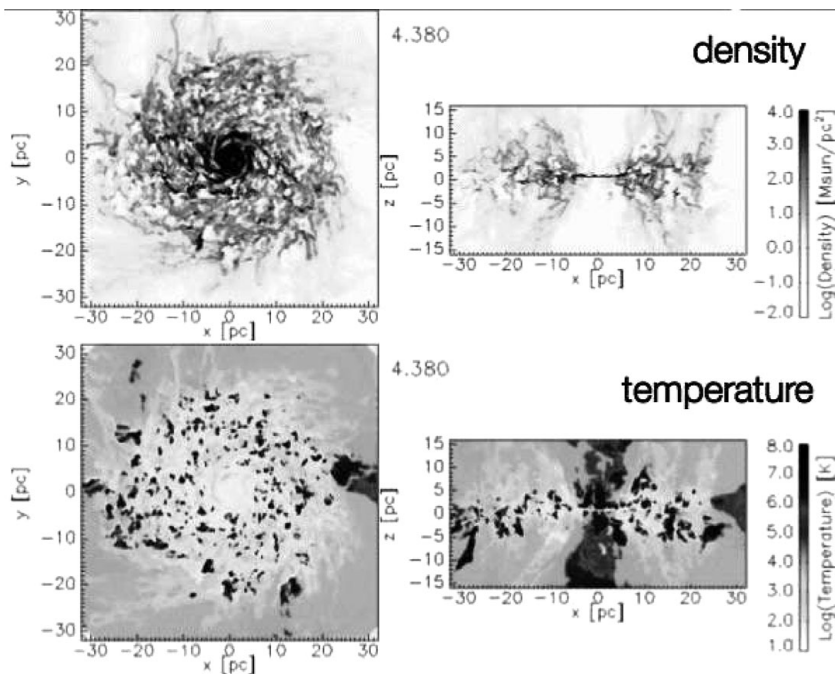 4.380
density
y [pc]
30
20
10
0
−10
−20
−30
−30 −20 −10 0 10 20 30
x [pc]
z [pc]
15
10
5
0
−5
−10
−15
−30 −20 −10 0 10 20 30
x [pc]
4.0
3.0
2.0
1.0
0.0
−1.0
−2.0
Log(Density) [Msun/pc²]
4.380
temperature
y [pc]
30
20
10
0
−10
−20
−30
−30 −20 −10 0 10 20 30
x [pc]
z [pc]
15
10
5
0
−5
−10
−15
−30 −20 −10 0 10 20 30
x [pc]
8.0
7.0
6.0
5.0
4.0
3.0
2.0
1.0
Log(Temperature) [K]